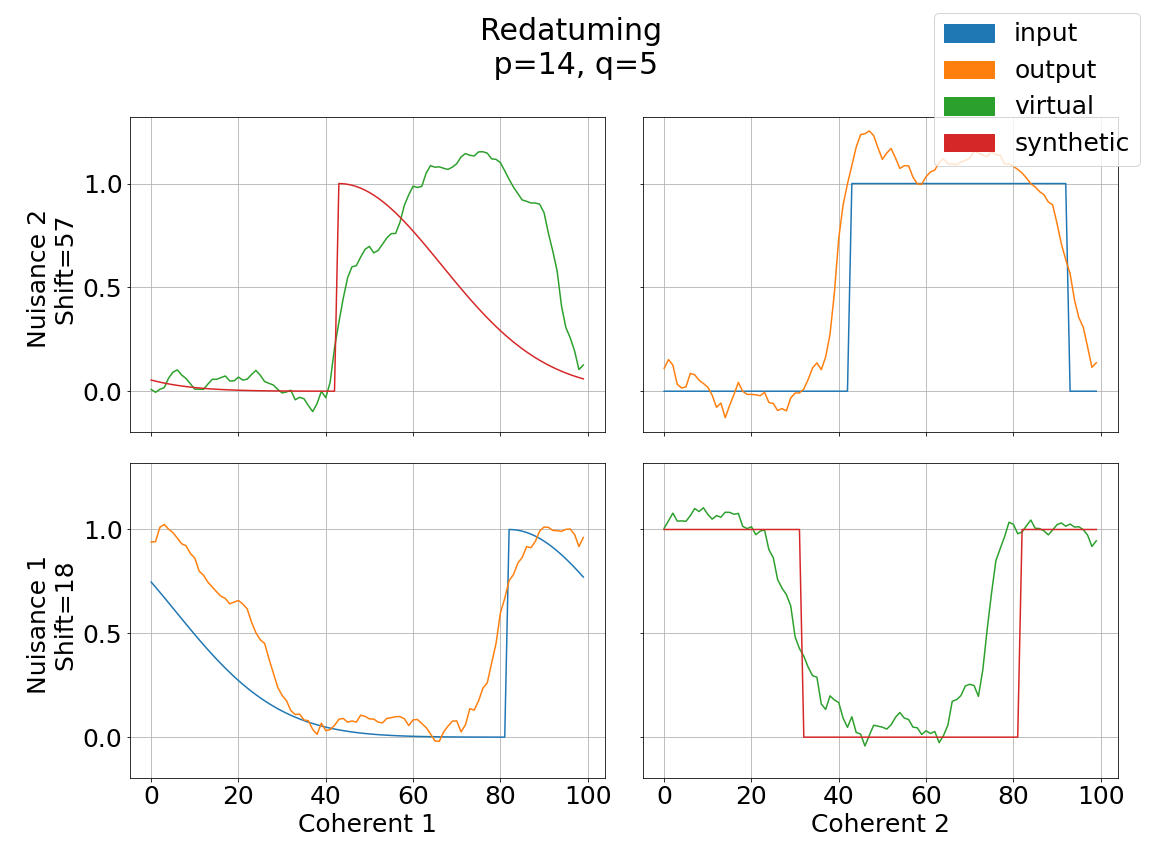 Redatuming
p=14, q=5
input
output
virtual
synthetic
Nuisance 2
Shift=57
1.0
0.5
0.0
Nuisance 1
Shift=18
1.0
0.5
0.0
0 20 40 60 80 100
0 20 40 60 80 100
Coherent 1
Coherent 2